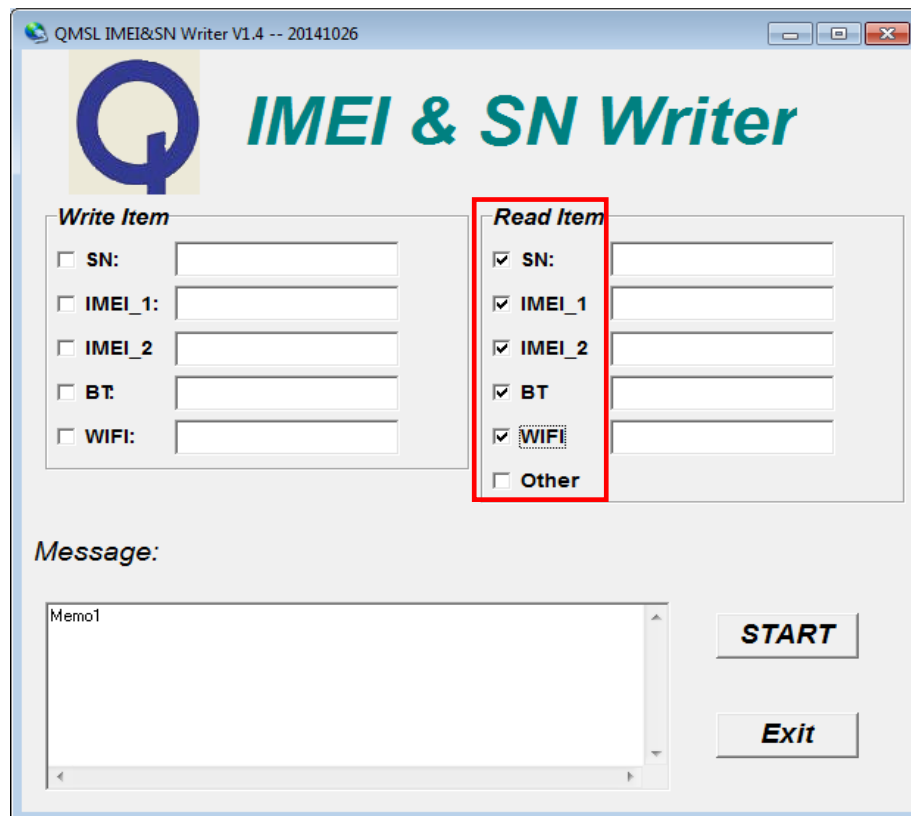 QMSL IMEI&SN Writer V1.4 -- 20141026
IMEI & SN Writer
Write Item
SN:
IMEI_1:
IMEI_2
BT:
WIFI:
Read Item
SN:
IMEI_1
IMEI_2
BT
WIFI
Other
Message:
Memo1
START
Exit